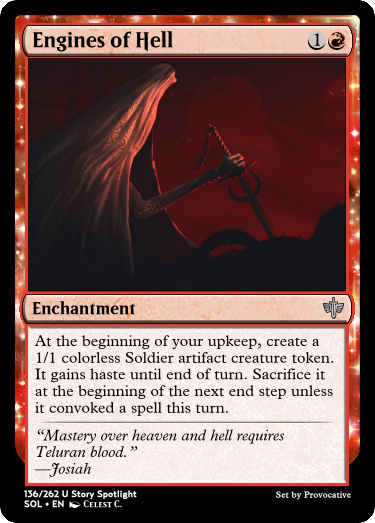 Engines of Hell 1
Enchantment
At the beginning of your upkeep, create a
1/1 colorless Soldier artifact creature token.
It gains haste until end of turn. Sacrifice it
at the beginning of the next end step unless
it convoked a spell this turn.
“Mastery over heaven and hell requires
Teluran blood.”
—Josiah
136/262 U Story Spotlight
SOL • EN Celest C.
Set by Provocative